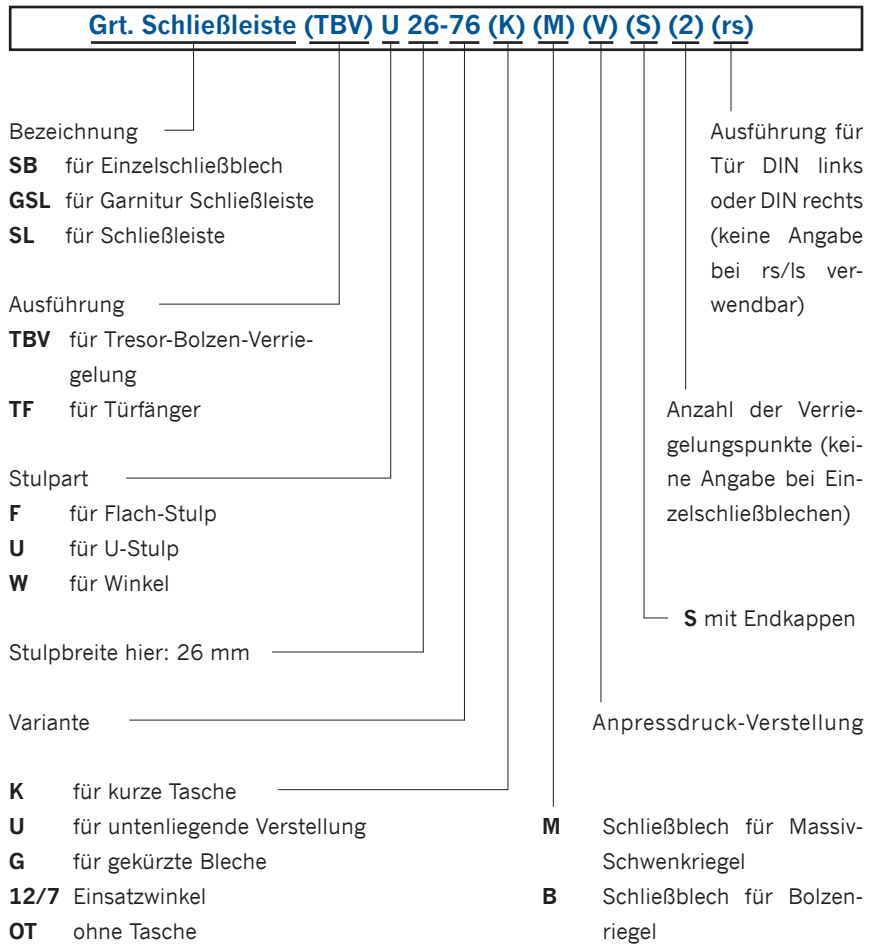 Grt. Schließleiste (TBV) U 26-76 (K) (M) (V) (S) (2) (rs)
Bezeichnung
SB für Einzelschließblech
GSL für Garnitur Schließleiste
SL für Schließleiste
Ausführung
TBV für Tresor-Bolzen-Verrie-
gelung
TF für Türfänger
Stulpart
F für Flach-Stulp
U für U-Stulp
W für Winkel
Stulpbreite hier: 26 mm
Variante
K für kurze Tasche
U für untenliegende Verstellung
G für gekürzte Bleche
12/7 Einsatzwinkel
OT ohne Tasche
Ausführung für
Tür DIN links
oder DIN rechts
(keine Angabe
bei rs/ls ver-
wendbar)
Anzahl der Verrie-
gelungspunkte (kei-
ne Angabe bei Ein-
zelschließblechen)
S mit Endkappen
Anpressdruck-Verstellung
M Schließblech für Massiv-
Schwenkriegel
B Schließblech für Bolzen-
riegel